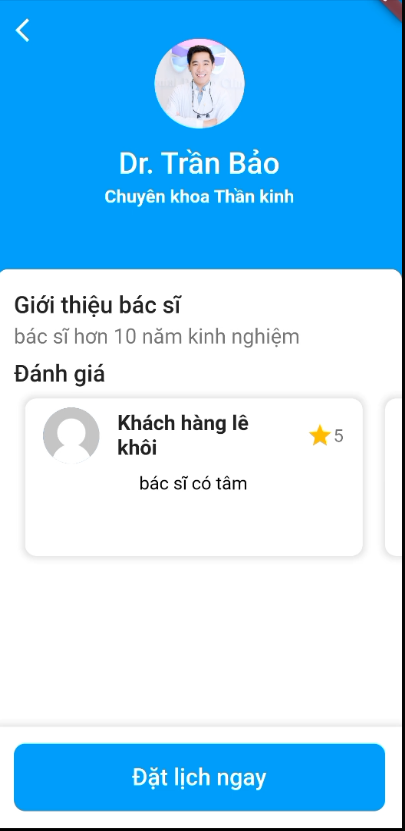 Dr. Trần Bảo
Chuyên khoa Thần kinh
Giới thiệu bác sĩ
bác sĩ hơn 10 năm kinh nghiệm
Đánh giá
Khách hàng lê
khôi
5
bác sĩ có tâm
Đặt lịch ngay